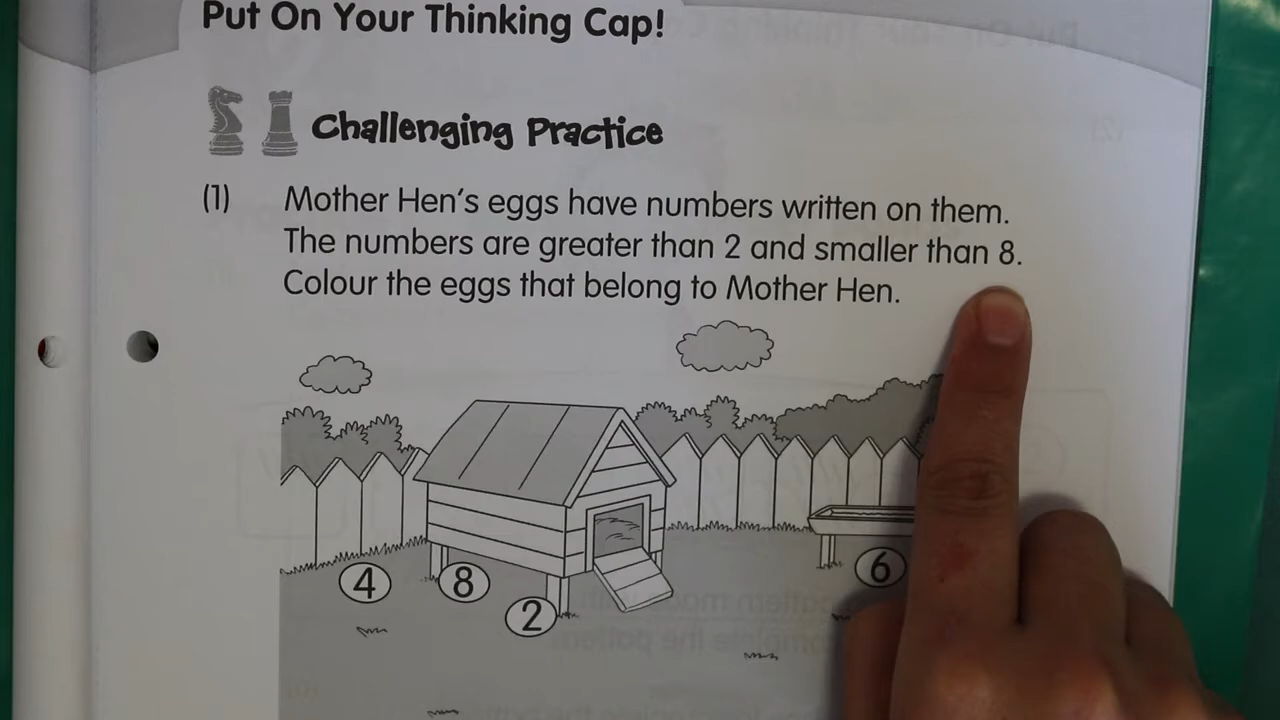 Put On Your Thinking Cap!
Challenging Practice
(1) Mother Hen's eggs have numbers written on them.
The numbers are greater than 2 and smaller than 8.
Colour the eggs that belong to Mother Hen.
4 8 2 6